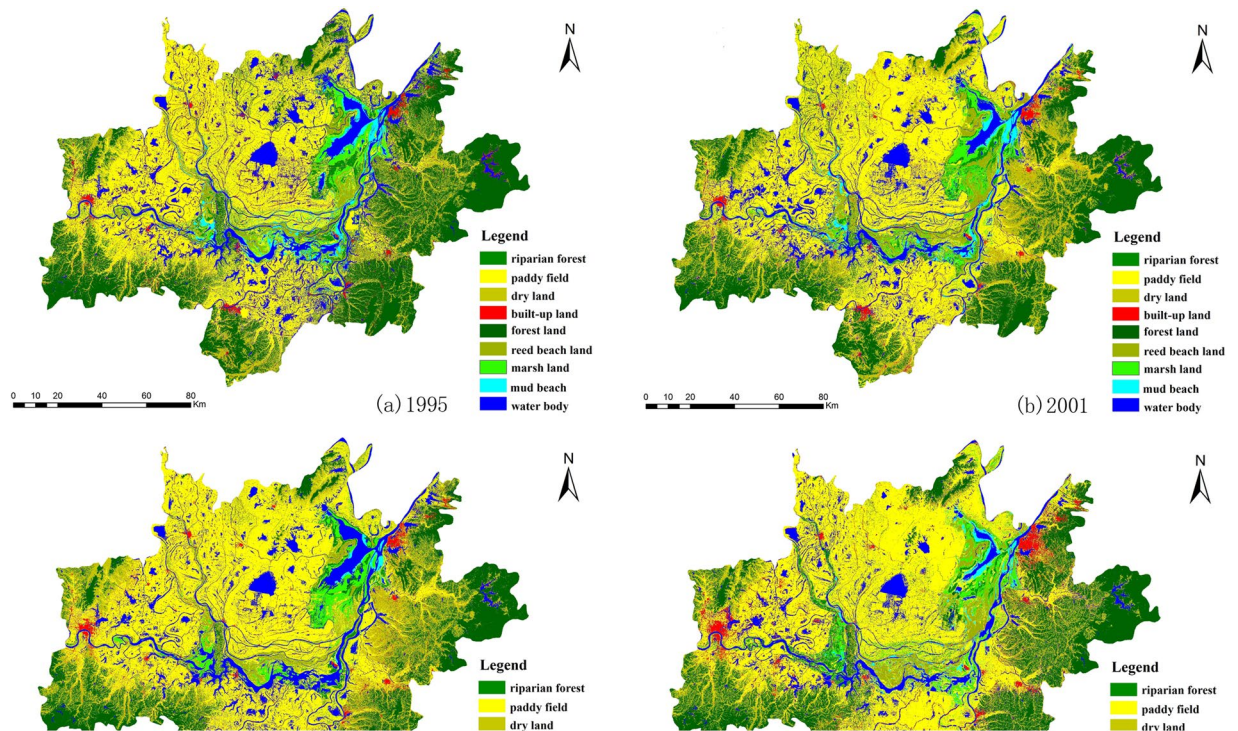 N
Legend
riparian forest
paddy field
dry land
built-up land
forest land
reed beach land
marsh land
mud beach
water body
0 10 20 40 60 80
Km
(a)1995
N
Legend
riparian forest
paddy field
dry land
built-up land
forest land
reed beach land
marsh land
mud beach
water body
0 10 20 40 60 80
Km
(b)2001
N
Legend
riparian forest
paddy field
dry land
N
Legend
riparian forest
paddy field
dry land